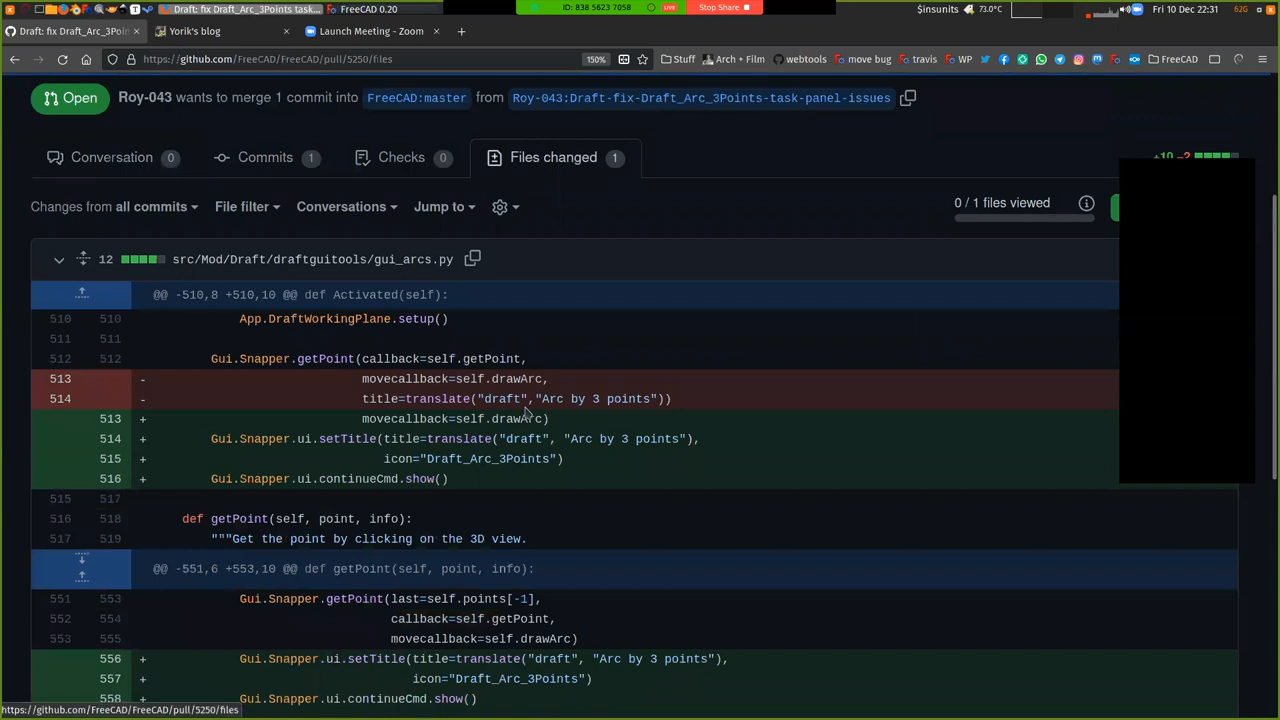 ID: 838 5623 7058 LIVE Stop Share
Draft: fix Draft_Arc_3Points task... FreeCAD 0.20 $insunits 73.0°C Fri 10 Dec 22:31 62G
Draft: fix Draft_Arc_3Poin × Yorik's blog × Launch Meeting - Zoom × +
https://github.com/FreeCAD/FreeCAD/pull/5250/files 150% Stuff Arch + Film webtools move bug travis WP FreeCAD
Open Roy-043 wants to merge 1 commit into FreeCAD:master from Roy-043:Draft-fix-Draft_Arc_3Points-task-panel-issues
Conversation 0 Commits 1 Checks 0 Files changed 1 +10 −2
Changes from all commits File filter Conversations Jump to 0 / 1 files viewed
12 src/Mod/Draft/draftguitools/gui_arcs.py
@@ -510,8 +510,10 @@ def Activated(self):
510 510 App.DraftWorkingPlane.setup()
511 511
512 512 Gui.Snapper.getPoint(callback=self.getPoint,
513 - movecallback=self.drawArc,
514 - title=translate("draft","Arc by 3 points"))
513 + movecallback=self.drawArc)
514 + Gui.Snapper.ui.setTitle(title=translate("draft", "Arc by 3 points"),
515 + icon="Draft_Arc_3Points")
516 + Gui.Snapper.ui.continueCmd.show()
515 517
516 518 def getPoint(self, point, info):
517 519 """Get the point by clicking on the 3D view.
@@ -551,6 +553,10 @@ def getPoint(self, point, info):
551 553 Gui.Snapper.getPoint(last=self.points[-1],
552 554 callback=self.getPoint,
553 555 movecallback=self.drawArc)
556 + Gui.Snapper.ui.setTitle(title=translate("draft", "Arc by 3 points"),
557 + icon="Draft_Arc_3Points")
558 + Gui.Snapper.ui.continueCmd.show()
https://github.com/FreeCAD/FreeCAD/pull/5250/files